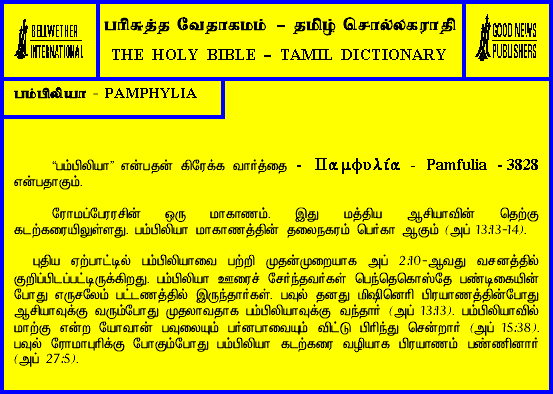 BELLWETHER
INTERNATIONAL
பரிசுத்த வேதாகமம் – தமிழ் சொல்லகராதி
THE HOLY BIBLE – TAMIL DICTIONARY
GOOD NEWS
PUBLISHERS
பம்பிலியா - PAMPHYLIA
“பம்பிலியா” என்பதன் கிரேக்க வார்த்தை - Παμφυλία - Pamfulia - 3828
என்பதாகும்.
ரோமப்பேரரசின் ஒரு மாகாணம். இது மத்திய ஆசியாவின் தெற்கு
கடற்கரையிலுள்ளது. பம்பிலியா மாகாணத்தின் தலைநகரம் பெர்கா ஆகும் (அப் 13:13-14).
புதிய ஏற்பாட்டில் பம்பிலியாவை பற்றி முதன்முறையாக அப் 2:10-ஆவது வசனத்தில்
குறிப்பிடப்பட்டிருக்கிறது. பம்பிலியா ஊரைச் சேர்ந்தவர்கள் பெந்தெகொஸ்தே பண்டிகையின்
போது எருசலேம் பட்டணத்தில் இருந்தார்கள். பவுல் தனது மிஷினெரி பிரயாணத்தின்போது
ஆசியாவுக்கு வரும்போது முதலாவதாக பம்பிலியாவுக்கு வந்தார் (அப் 13:13). பம்பிலியாவில்
மாற்கு என்ற யோவான் பவுலையும் பர்னபாவையும் விட்டு பிரிந்து சென்றார் (அப் 15:38).
பவுல் ரோமாபுரிக்கு போகும்போது பம்பிலியா கடற்கரை வழியாக பிரயாணம் பண்ணினார்
(அப் 27:5).